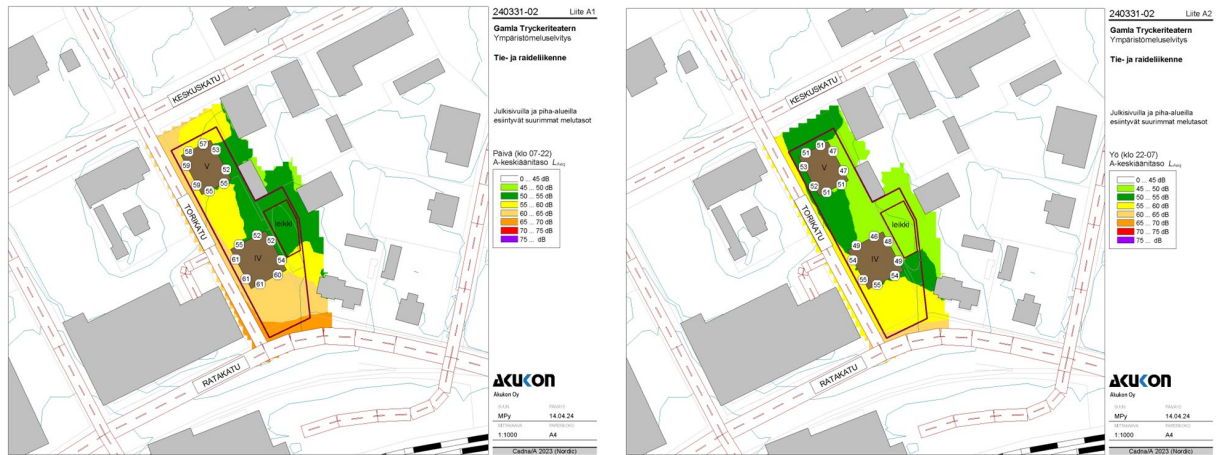 240331-02 Liite A1
Gamla Tryckeriteatern
Ympäristömeluselvitys
Tie- ja raideliikenne
Julkisivuilla ja piha-alueilla
esiintyvät suurimmat melutasot
Päivä (klo 07-22)
A-keskiäänitaso LAeq
0 ... 45 dB
45 ... 50 dB
50 ... 55 dB
55 ... 60 dB
60 ... 65 dB
65 ... 70 dB
70 ... 75 dB
75 ... dB
KESKUSKATU
TORIKATU
RATAKATU
57
58 53
V
59 52
59 55
55
leikki
52
55 52
61 IV 54
61 60
61
AKUKON
Akukon Oy
MPy 14.04.24
MITTAKAAVA PAPERIKOKO
1:1000 A4
Cadna/A 2023 (Nordic)
240331-02 Liite A2
Gamla Tryckeriteatern
Ympäristömeluselvitys
Tie- ja raideliikenne
Julkisivuilla ja piha-alueilla
esiintyvät suurimmat melutasot
Yö (klo 22-07)
A-keskiäänitaso LAeq
0 ... 45 dB
45 ... 50 dB
50 ... 55 dB
55 ... 60 dB
60 ... 65 dB
65 ... 70 dB
70 ... 75 dB
75 ... dB
KESKUSKATU
TORIKATU
RATAKATU
51
51 47
53 V 47
52 51
51
leikki
46
49 48
54 IV 49
55 54
55
AKUKON
Akukon Oy
MPy 14.04.24
MITTAKAAVA PAPERIKOKO
1:1000 A4
Cadna/A 2023 (Nordic)